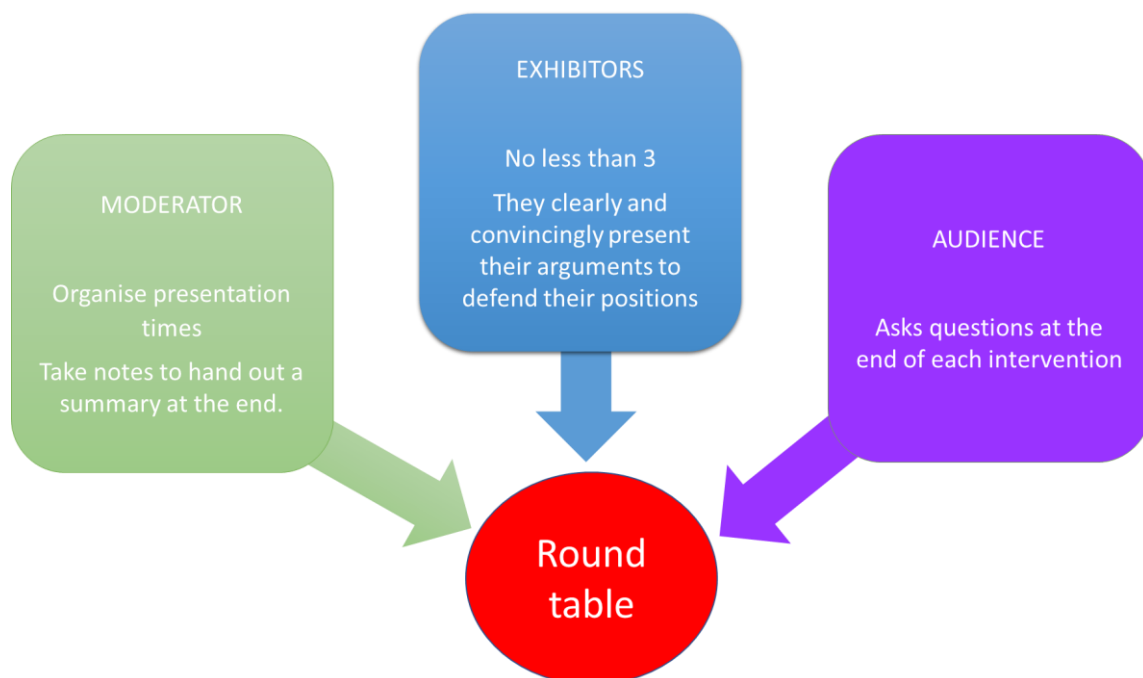 MODERATOR
Organise presentation
times
Take notes to hand out a
summary at the end.
EXHIBITORS
No less than 3
They clearly and
convincingly present
their arguments to
defend their positions
AUDIENCE
Asks questions at the
end of each intervention
Round
table